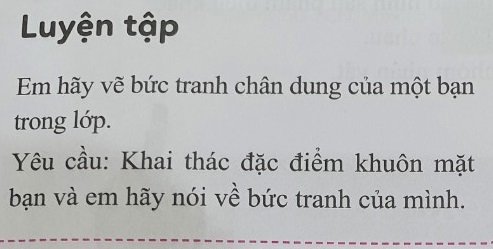 Luyện tập
Em hãy vẽ bức tranh chân dung của một bạn
trong lớp.
Yêu cầu: Khai thác đặc điểm khuôn mặt
bạn và em hãy nói về bức tranh của mình.